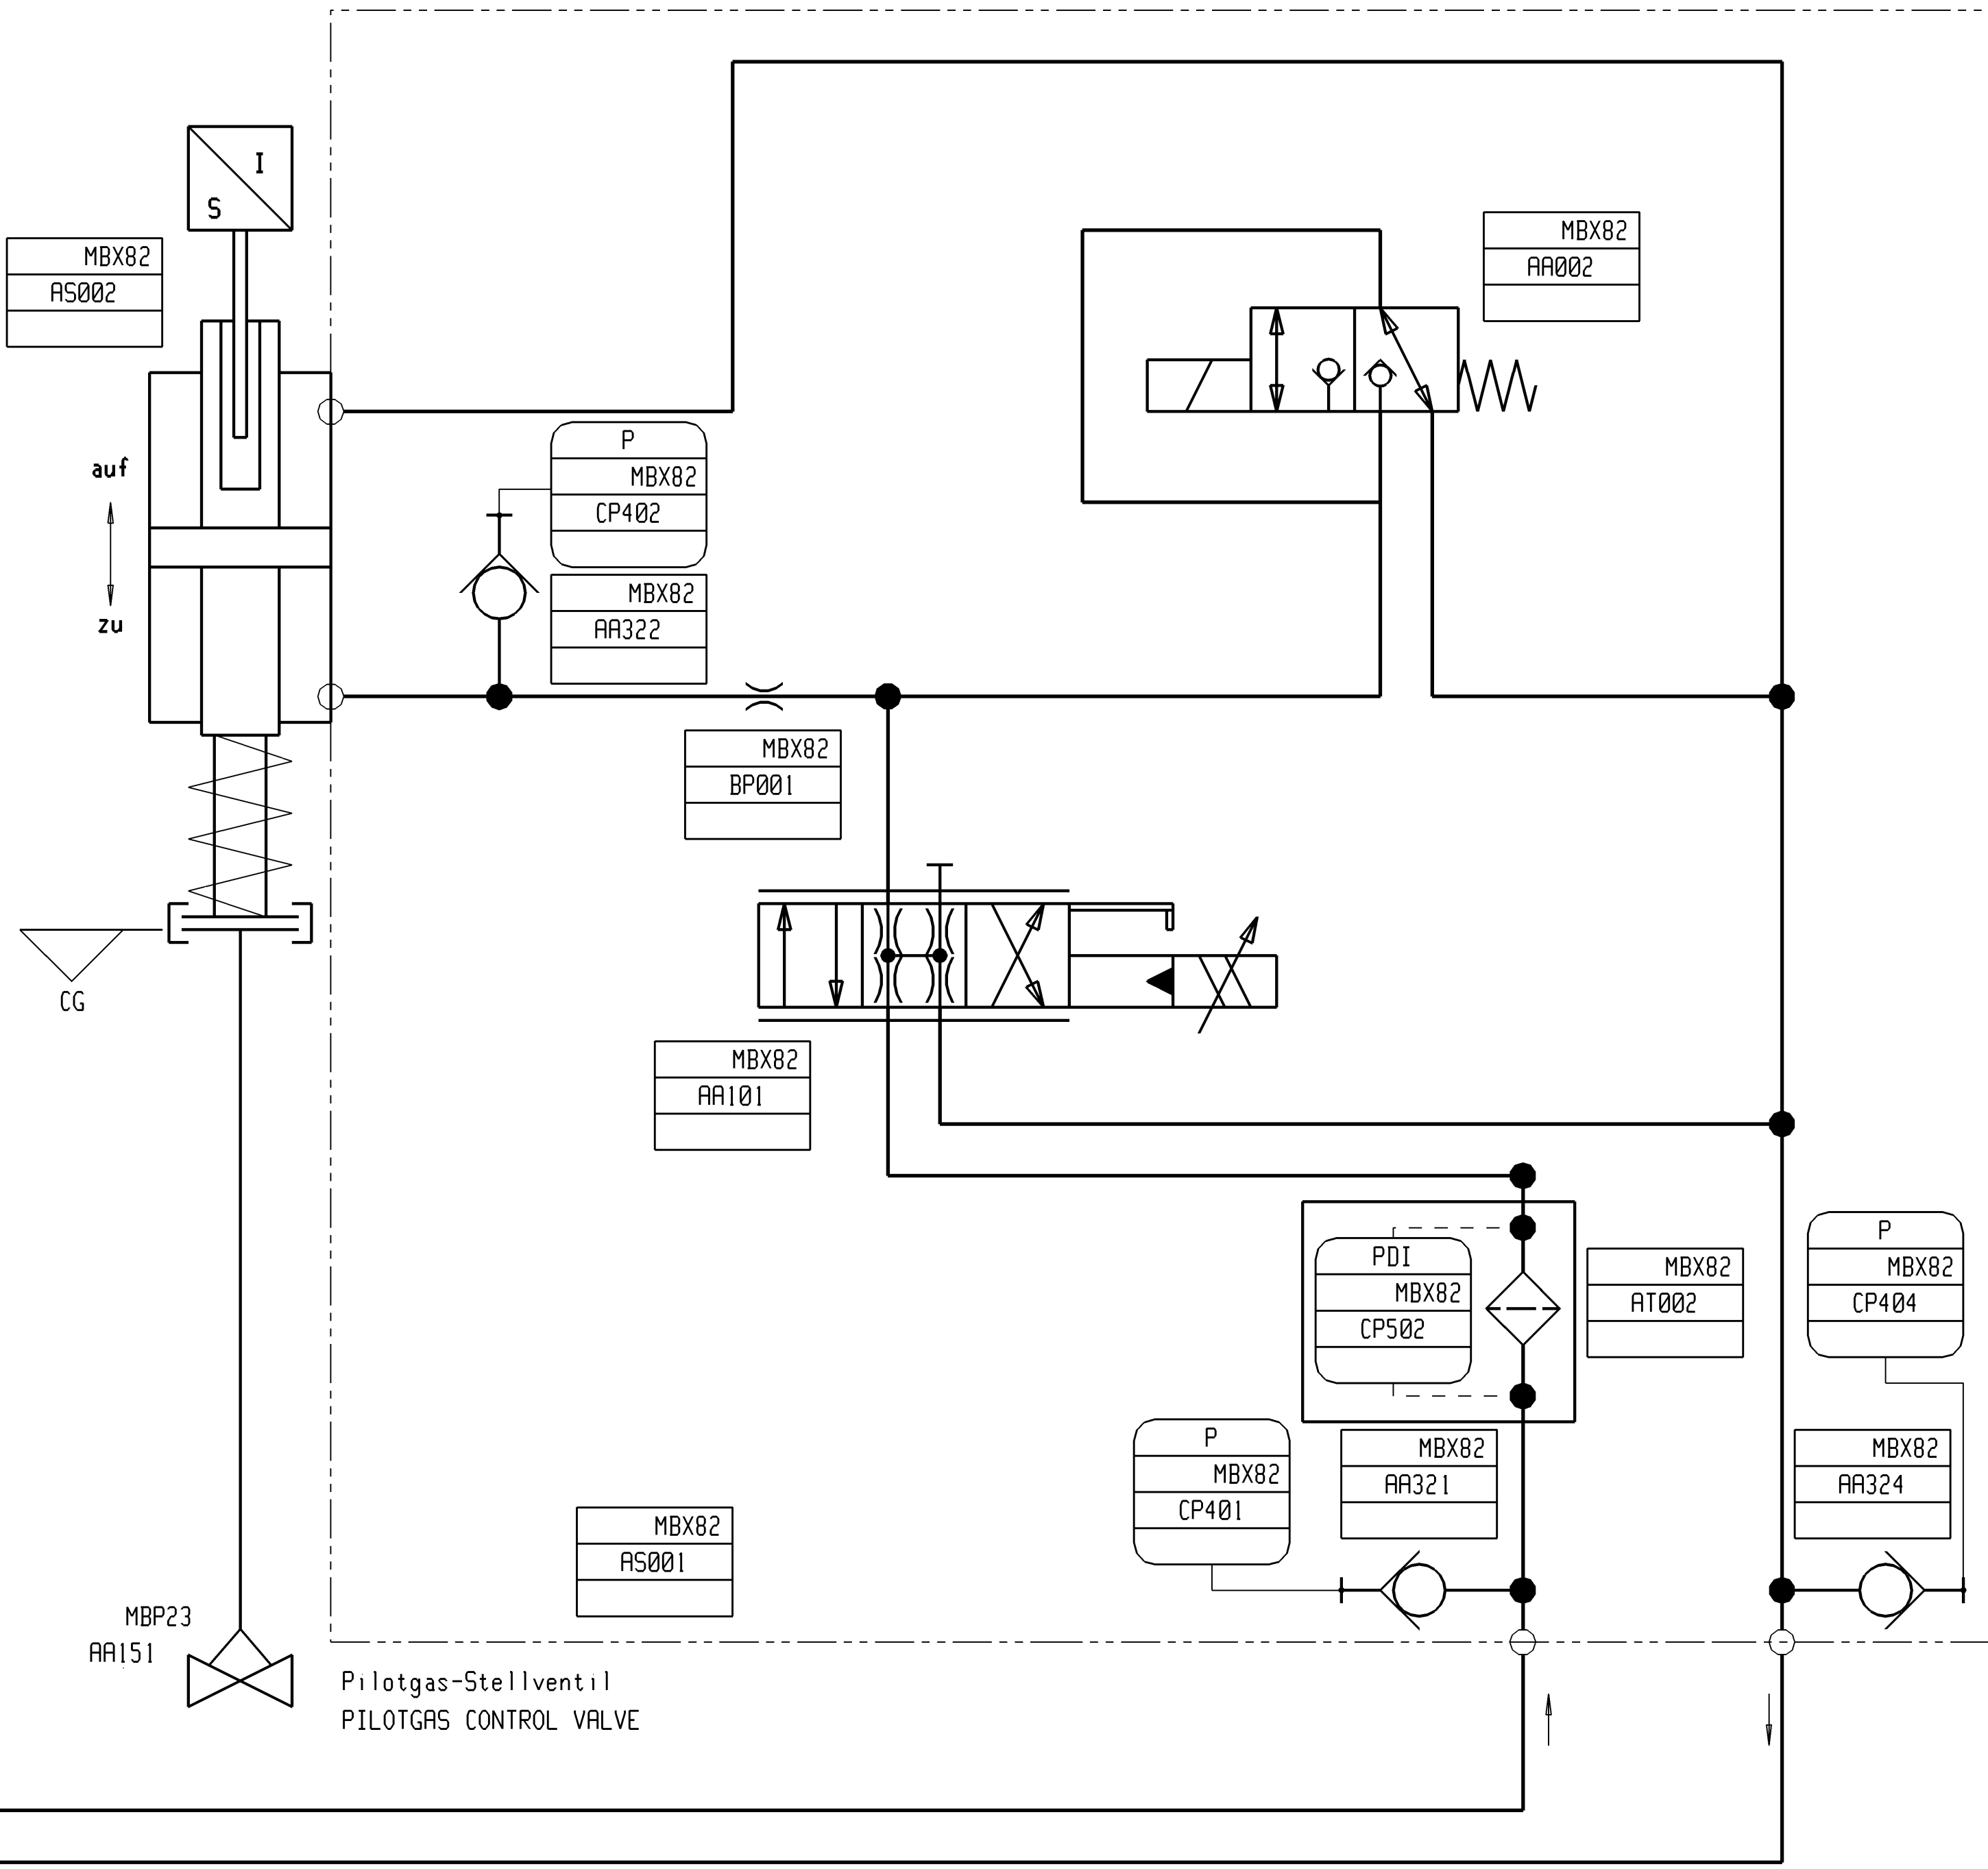 I
S
MBX82
AS002
MBX82
AA002
auf
zu
P
MBX82
CP402
MBX82
AA322
MBX82
BP001
CG
MBX82
AA101
PDI
MBX82
CP502
MBX82
AT002
P
MBX82
CP404
P
MBX82
CP401
MBX82
AA321
MBX82
AA324
MBX82
AS001
MBP23
AA151
Pilotgas-Stellventil
PILOTGAS CONTROL VALVE